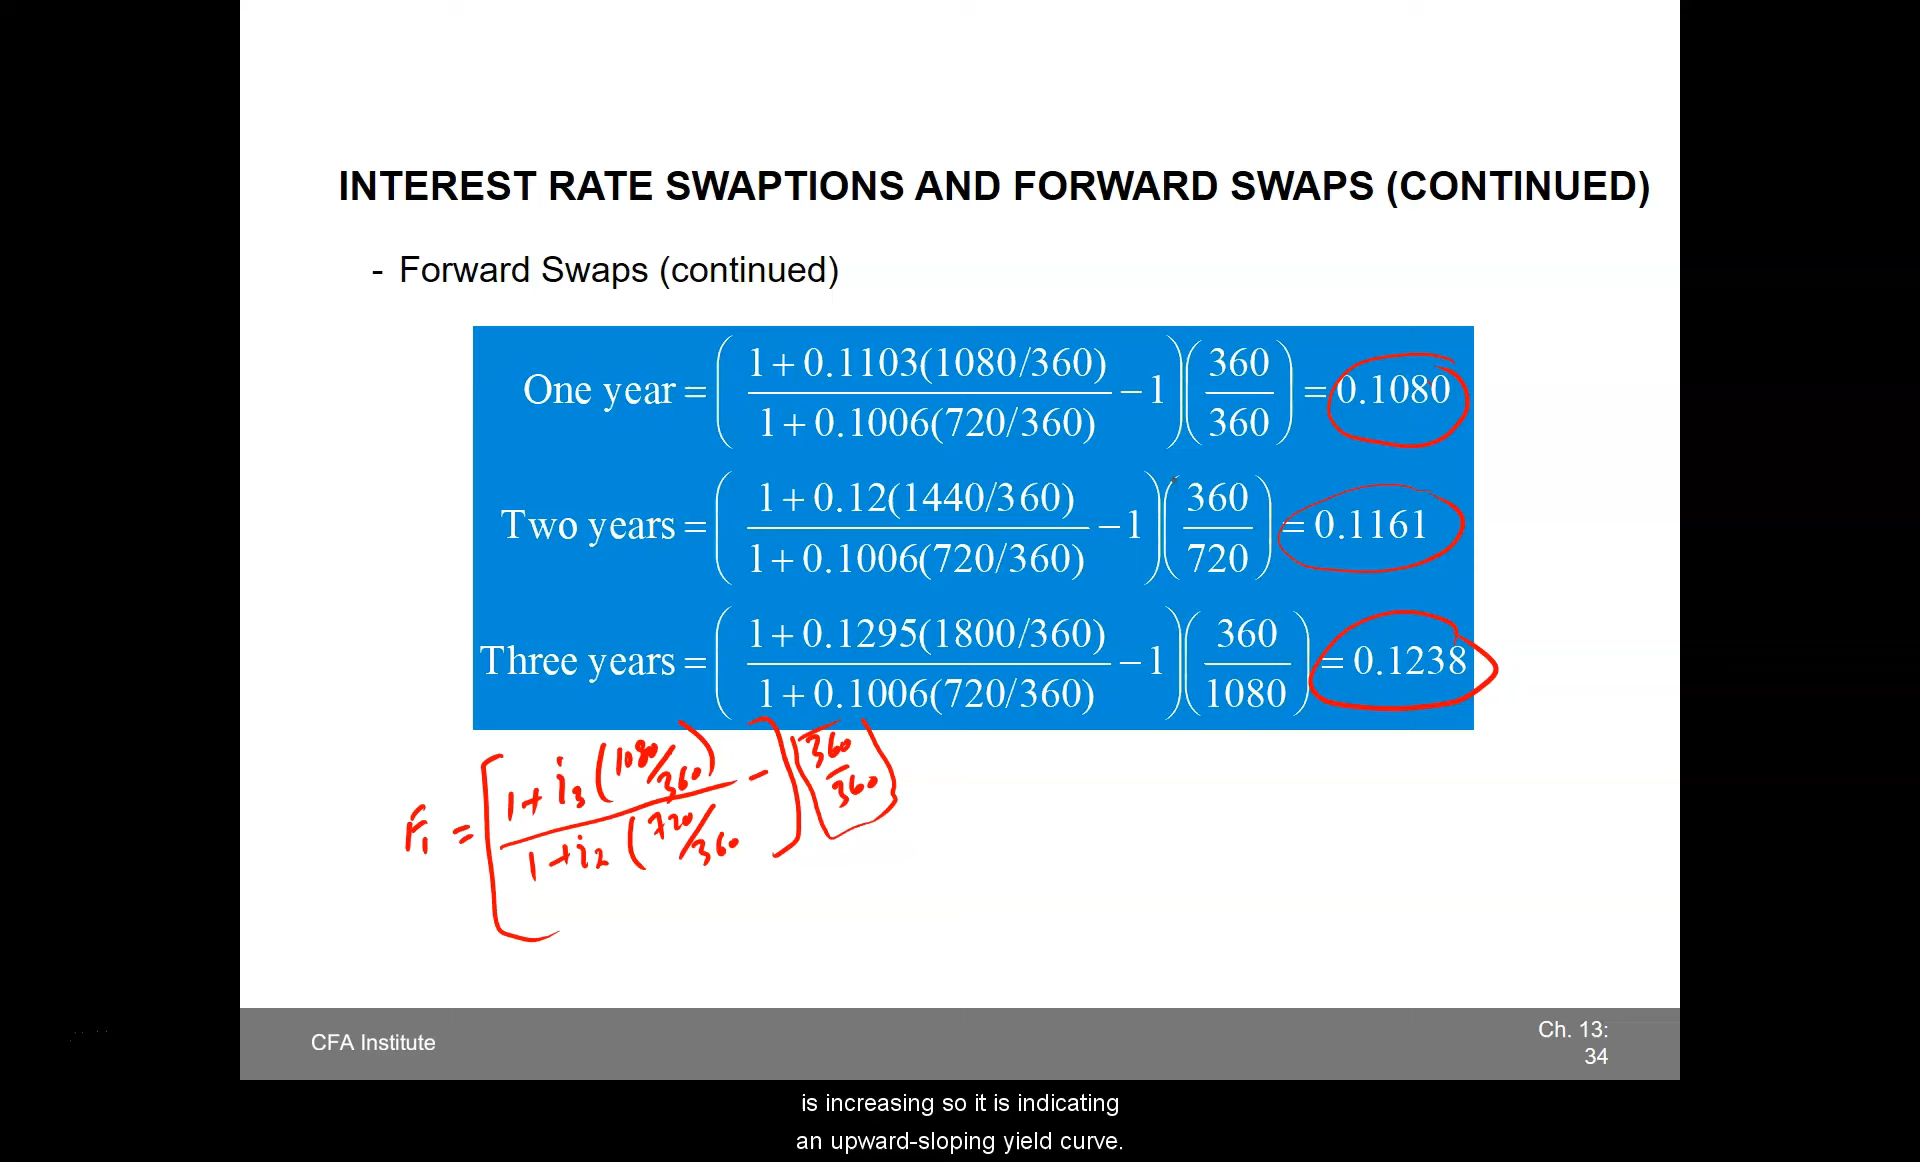 INTEREST RATE SWAPTIONS AND FORWARD SWAPS (CONTINUED)
- Forward Swaps (continued)
One year = ( 1 + 0.1103(1080/360) / 1 + 0.1006(720/360) − 1 ) ( 360 / 360 ) = 0.1080
Two years = ( 1 + 0.12(1440/360) / 1 + 0.1006(720/360) − 1 ) ( 360 / 720 ) = 0.1161
Three years = ( 1 + 0.1295(1800/360) / 1 + 0.1006(720/360) − 1 ) ( 360 / 1080 ) = 0.1238
= [ 1 + i3 (1080/360) / 1 + i2 (720/360) − ] ( 360 / 360 )
CFA Institute
Ch. 13:
34
is increasing so it is indicating
an upward-sloping yield curve.